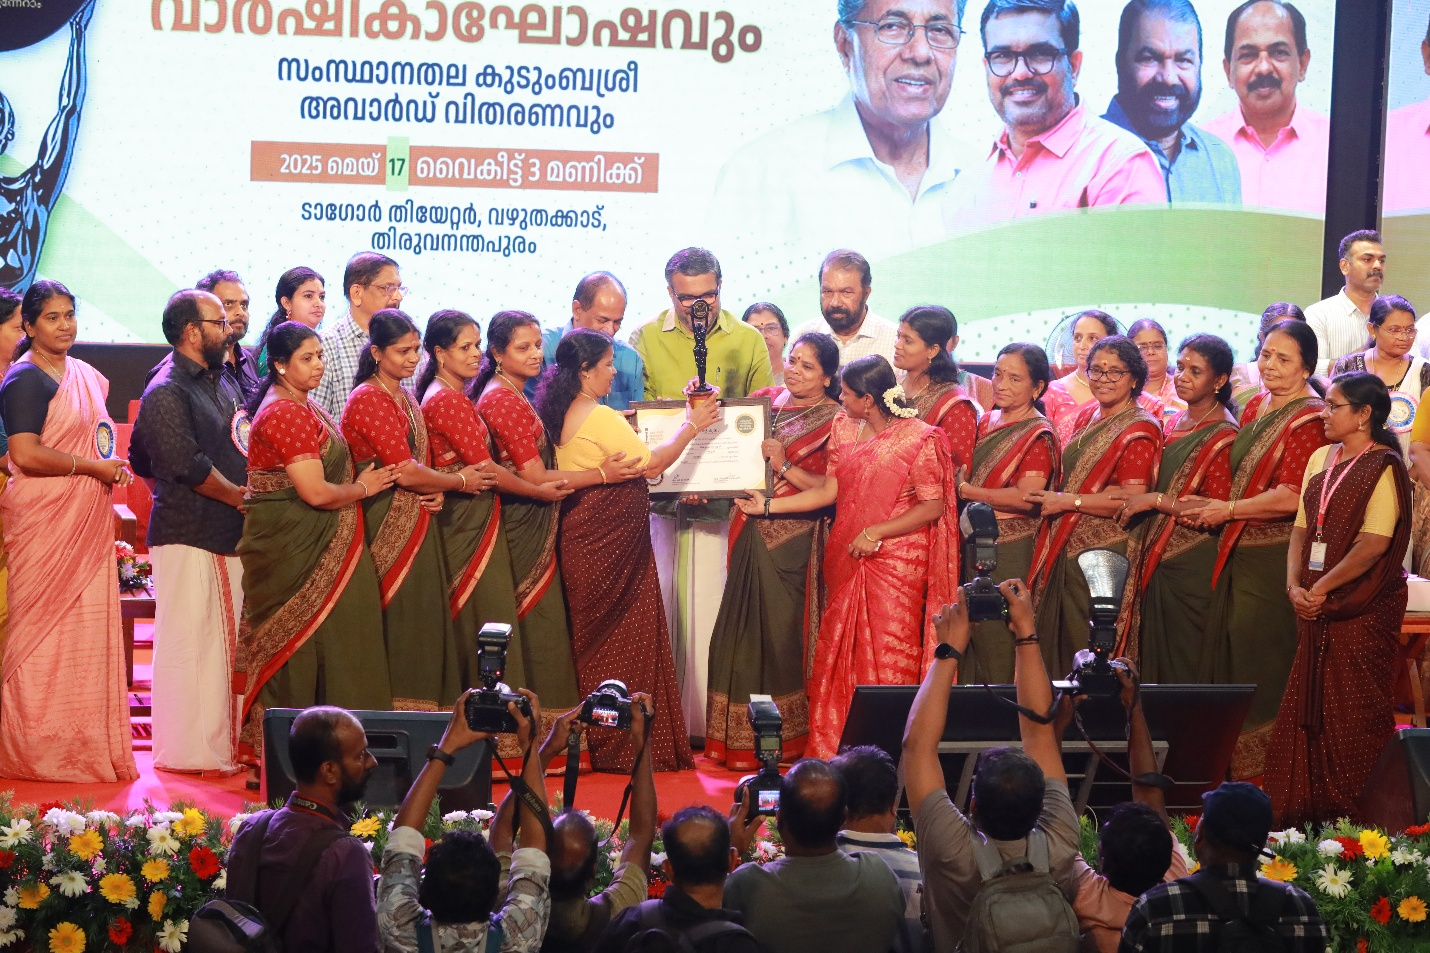 വാർഷികാഘോഷവും
സംസ്ഥാനതല കുടുംബശ്രീ
അവാർഡ് വിതരണവും
2025 മെയ് 17 വൈകീട്ട് 3 മണിക്ക്
ടാഗോർ തിയേറ്റർ, വഴുതക്കാട്,
തിരുവനന്തപുരം